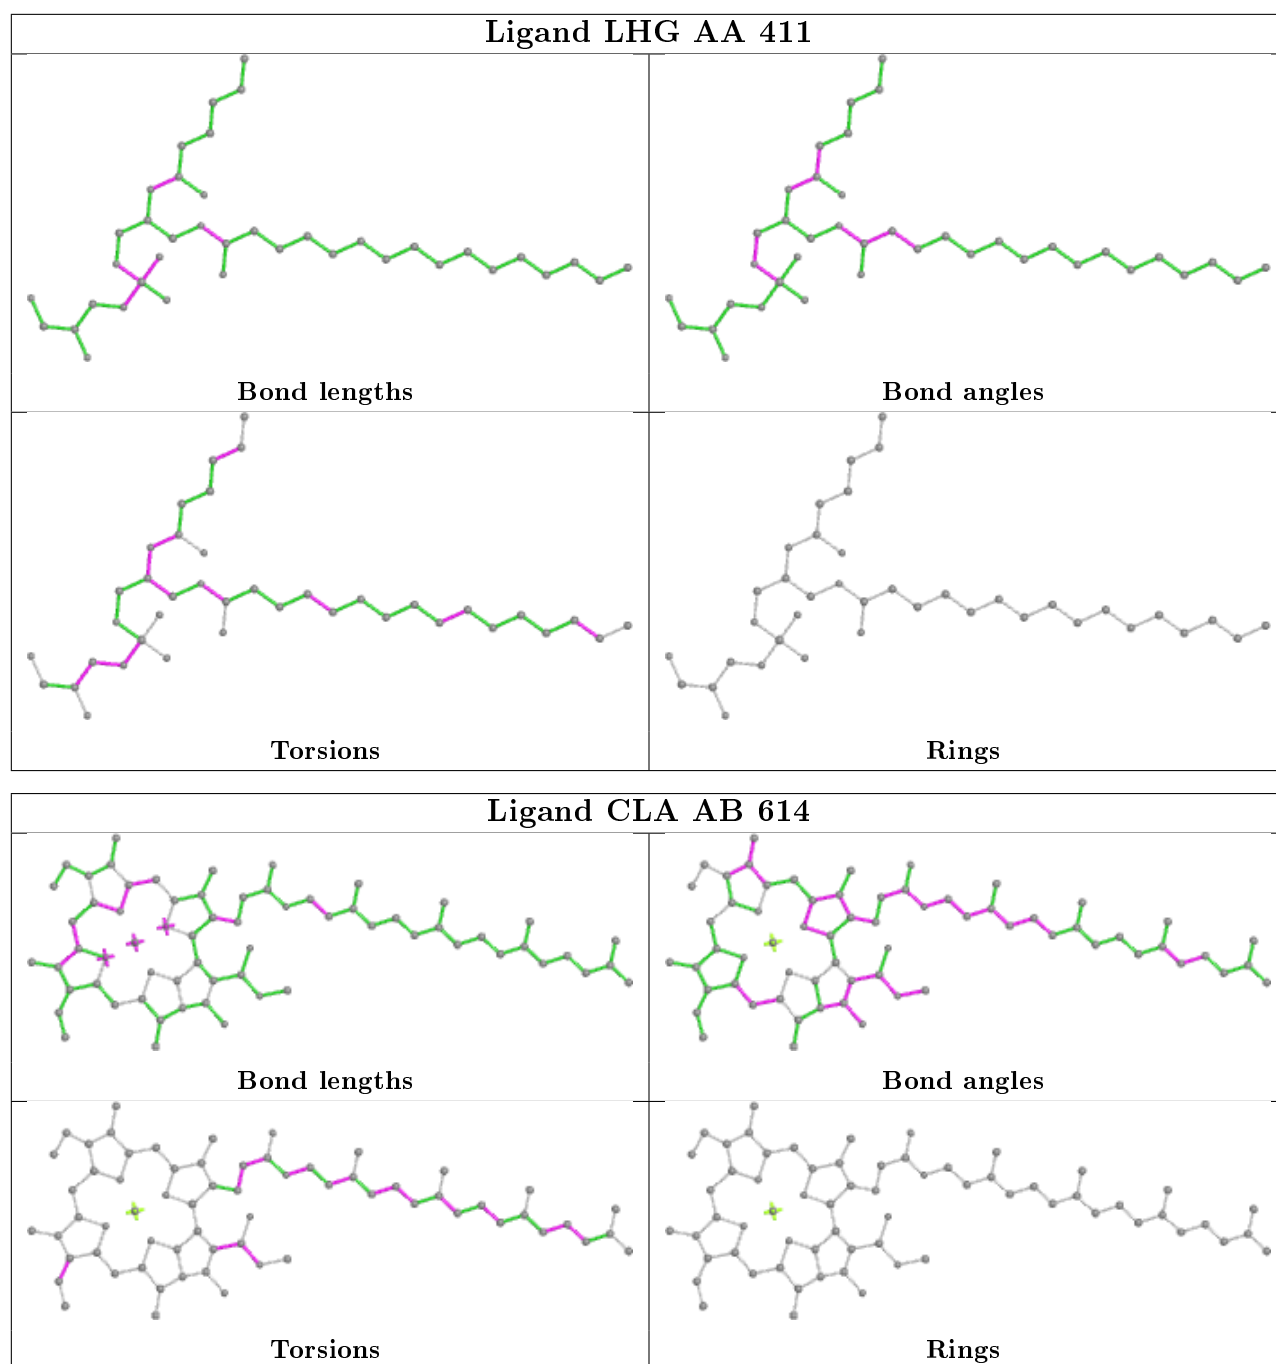 Ligand LHG AA 411
Bond lengths
Bond angles
Torsions
Rings
Ligand CLA AB 614
Bond lengths
Bond angles
Torsions
Rings